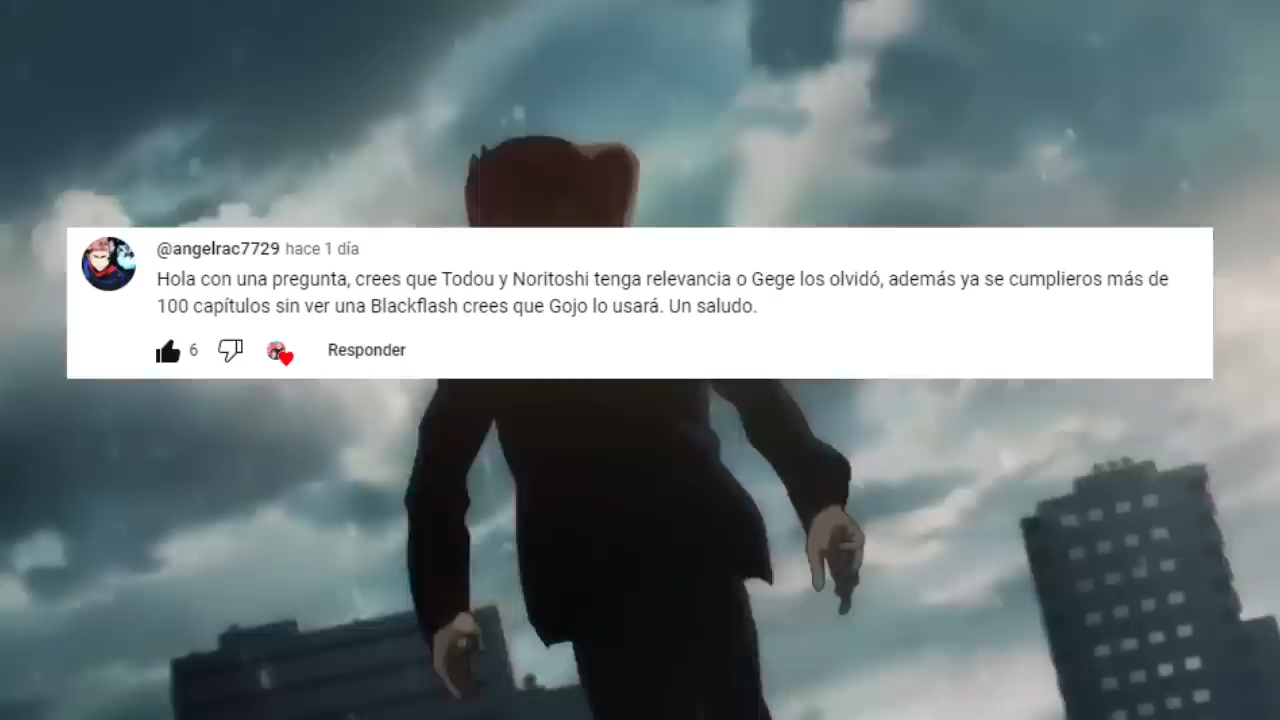 @angelrac7729 hace 1 día
Hola con una pregunta, crees que Todou y Noritoshi tenga relevancia o Gege los olvidó, además ya se cumplieros más de
100 capítulos sin ver una Blackflash crees que Gojo lo usará. Un saludo.
6 Responder